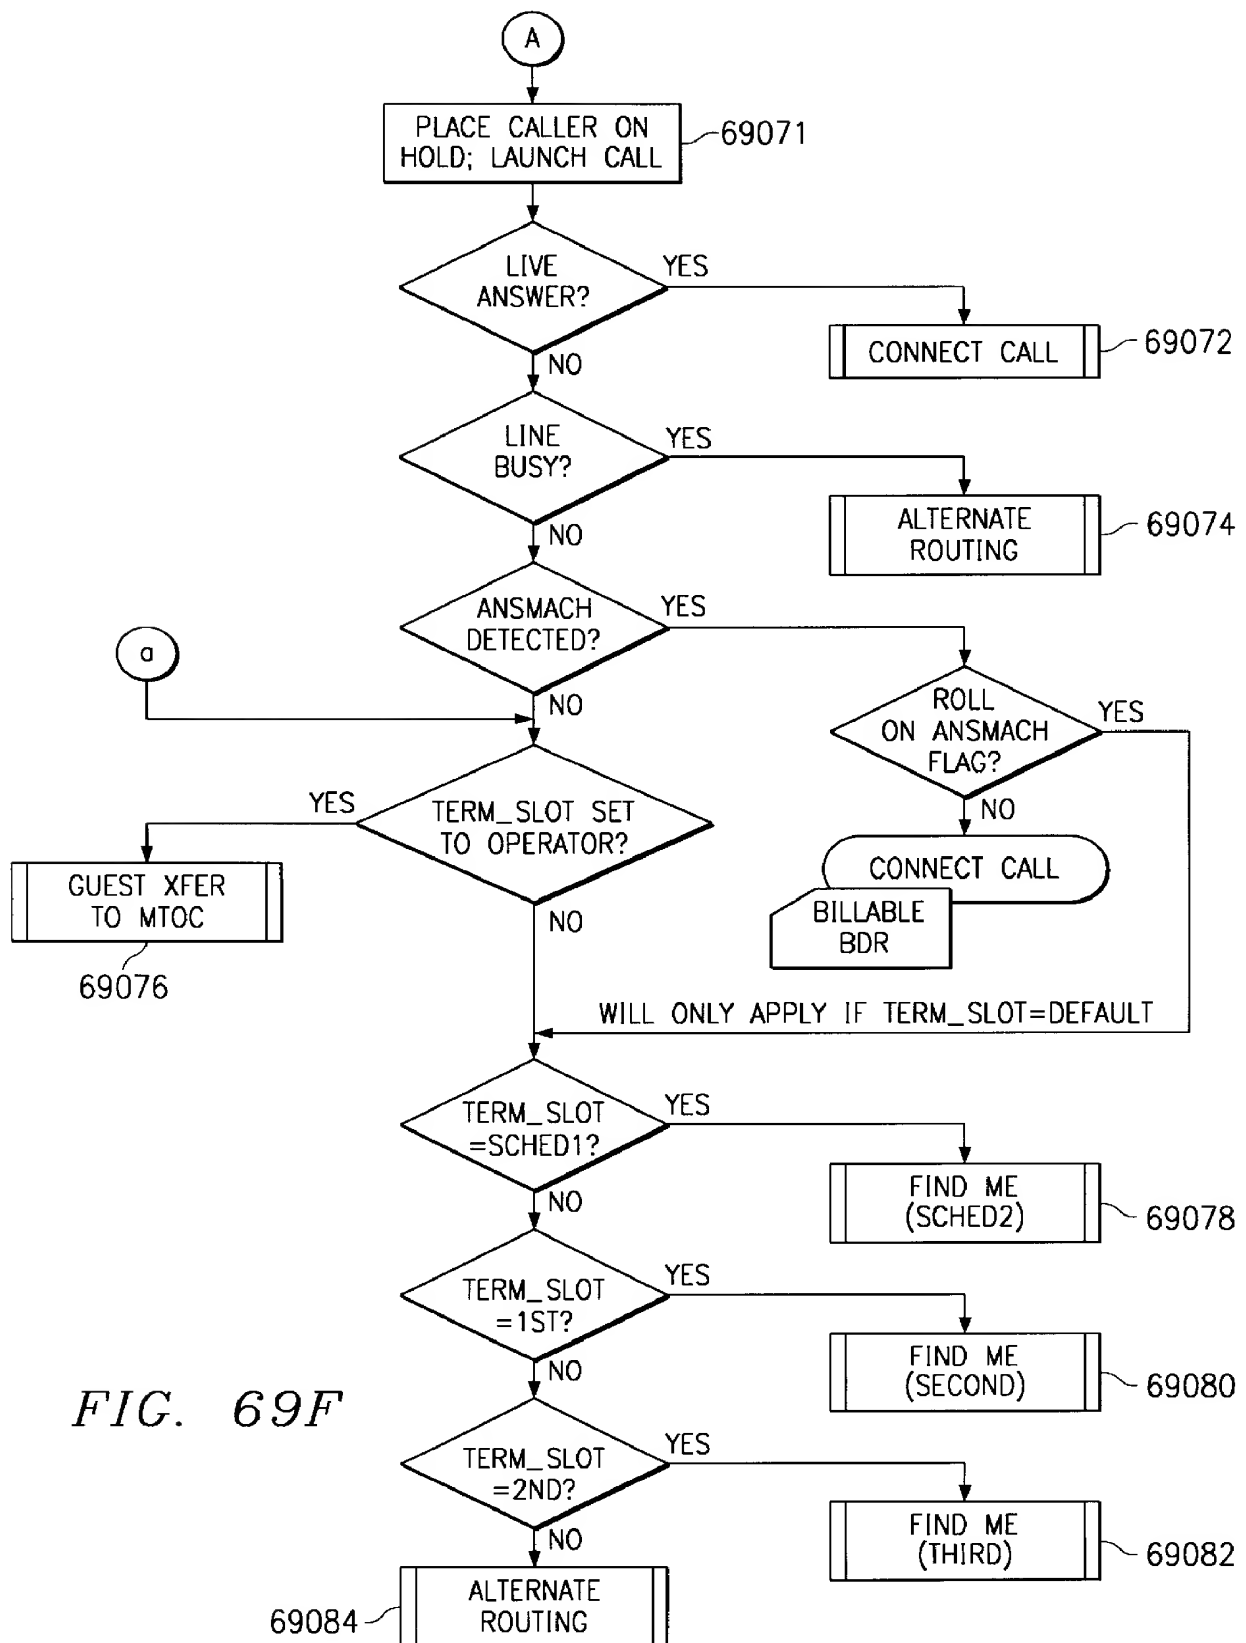 A
PLACE CALLER ON
HOLD; LAUNCH CALL
69071
LIVE
ANSWER?
YES
CONNECT CALL
69072
NO
LINE
BUSY?
YES
ALTERNATE
ROUTING
69074
NO
ANSMACH
DETECTED?
YES
ROLL
ON ANSMACH
FLAG?
YES
NO
CONNECT CALL
BILLABLE
BDR
NO
a
TERM_SLOT SET
TO OPERATOR?
YES
GUEST XFER
TO MTOC
69076
NO
WILL ONLY APPLY IF TERM_SLOT=DEFAULT
TERM_SLOT
=SCHED1?
YES
FIND ME
(SCHED2)
69078
NO
TERM_SLOT
=1ST?
YES
FIND ME
(SECOND)
69080
NO
TERM_SLOT
=2ND?
YES
FIND ME
(THIRD)
69082
NO
ALTERNATE
ROUTING
69084
FIG. 69F